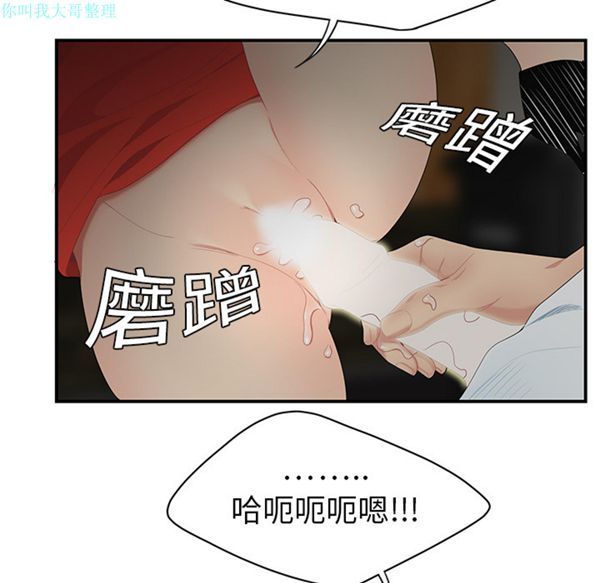 你叫我大哥整理
磨蹭
磨蹭
........
哈呃呃呃嗯!!!